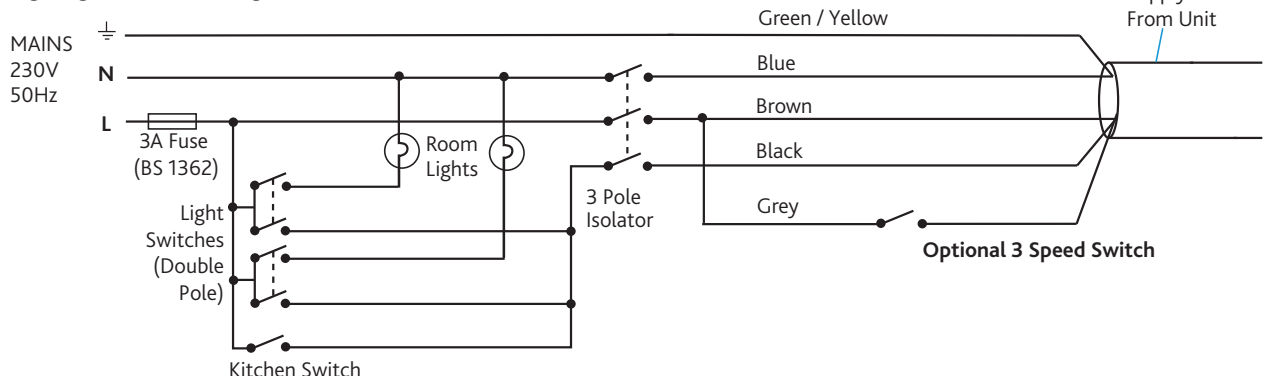 From Unit
Green / Yellow
MAINS
230V
50Hz
N
Blue
L
Brown
3A Fuse
(BS 1362)
Room
Lights
Black
3 Pole
Isolator
Grey
Light
Switches
(Double
Pole)
Optional 3 Speed Switch
Kitchen Switch